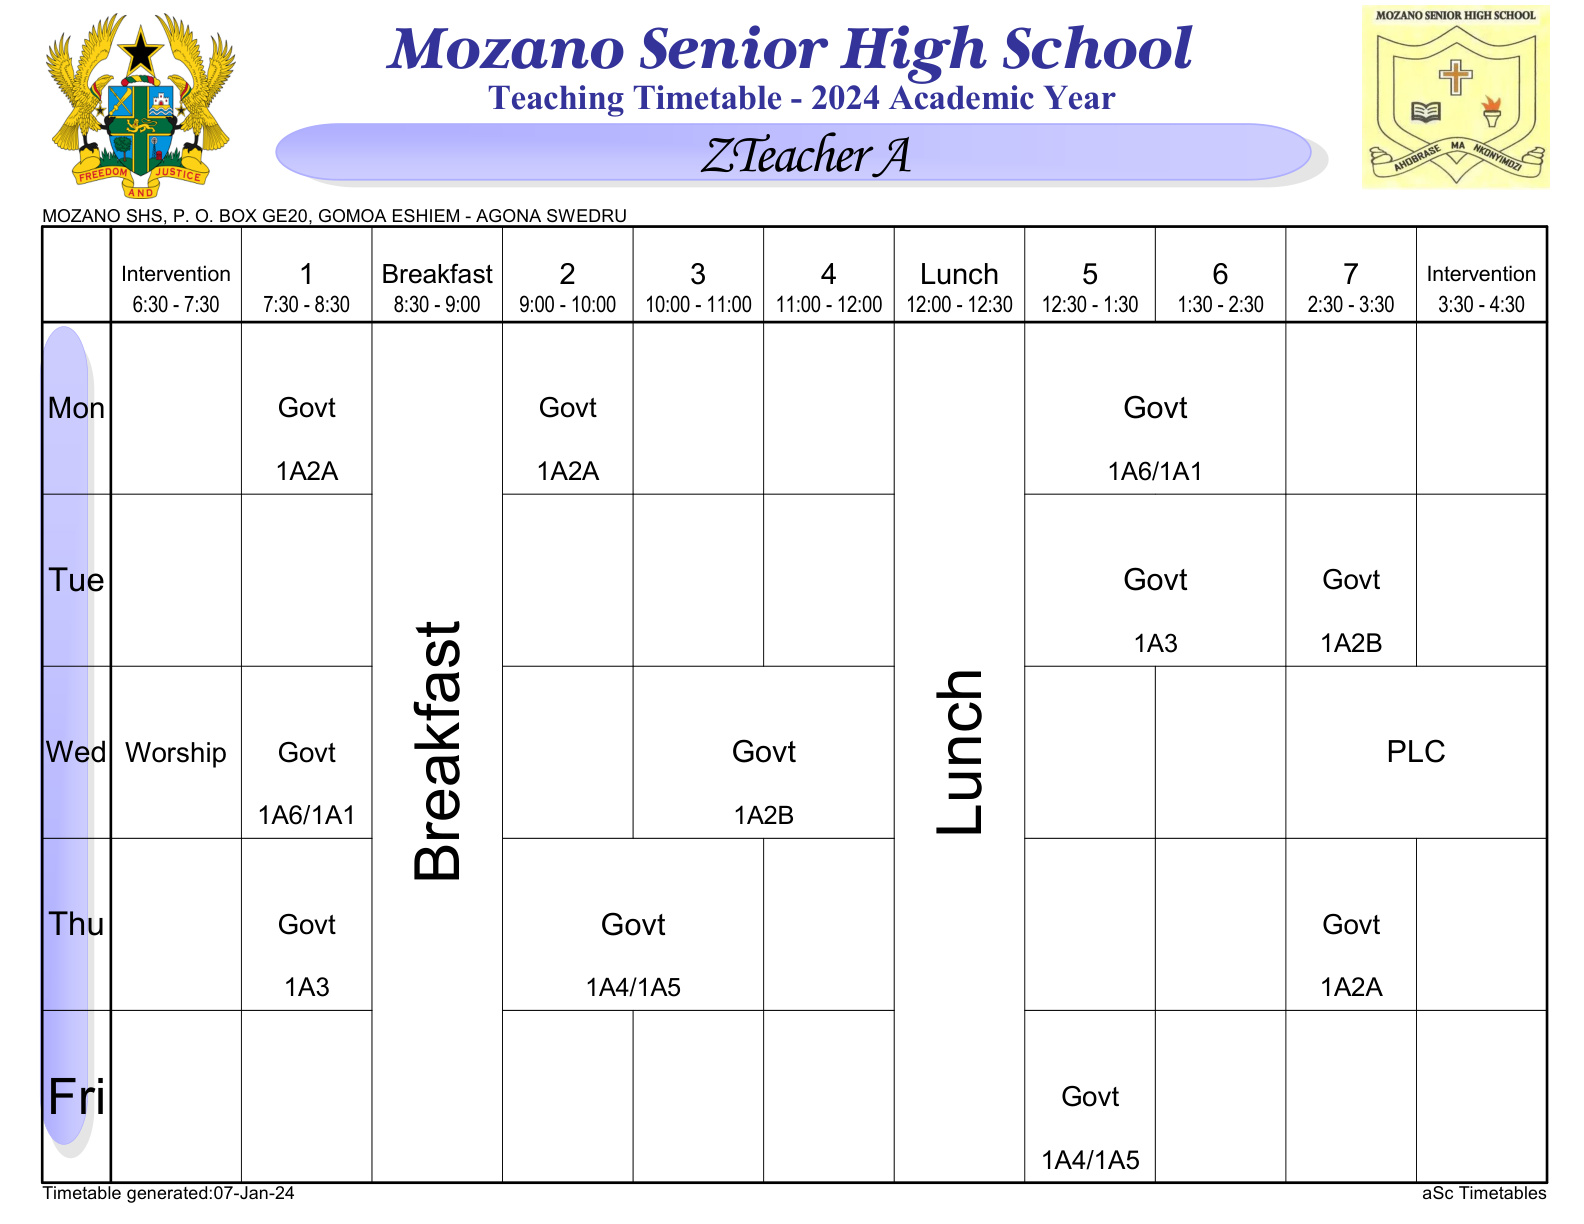 Mozano Senior High School
Teaching Timetable - 2024 Academic Year
ZTeacher A
MOZANO SENIOR HIGH SCHOOL
AHOBRASE MA NKONYIMDZI
FREEDOM AND JUSTICE
MOZANO SHS, P. O. BOX GE20, GOMOA ESHIEM - AGONA SWEDRU
Intervention 1 Breakfast 2 3 4 Lunch 5 6 7 Intervention
6:30 - 7:30 7:30 - 8:30 8:30 - 9:00 9:00 - 10:00 10:00 - 11:00 11:00 - 12:00 12:00 - 12:30 12:30 - 1:30 1:30 - 2:30 2:30 - 3:30 3:30 - 4:30
Mon Govt Govt Govt
1A2A 1A2A 1A6/1A1
Tue Govt Govt
1A3 1A2B
Breakfast
Lunch
Wed Worship Govt Govt PLC
1A6/1A1 1A2B
Thu Govt Govt Govt
1A3 1A4/1A5 1A2A
Fri Govt
1A4/1A5
Timetable generated:07-Jan-24
aSc Timetables